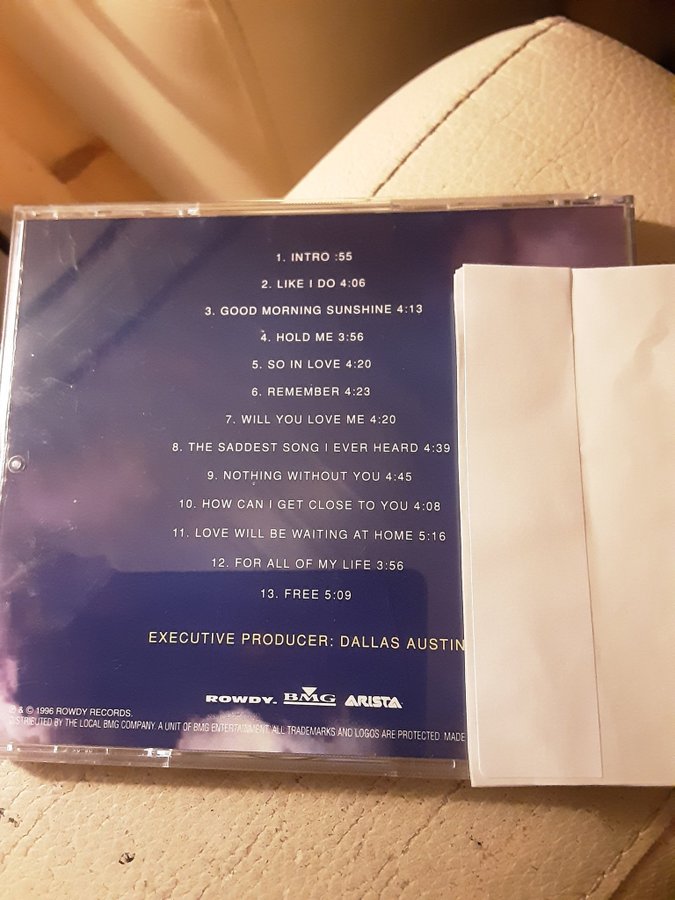 1. INTRO :55
2. LIKE I DO 4:06
3. GOOD MORNING SUNSHINE 4:13
4. HOLD ME 3:56
5. SO IN LOVE 4:20
6. REMEMBER 4:23
7. WILL YOU LOVE ME 4:20
8. THE SADDEST SONG I EVER HEARD 4:39
9. NOTHING WITHOUT YOU 4:45
10. HOW CAN I GET CLOSE TO YOU 4:08
11. LOVE WILL BE WAITING AT HOME 5:16
12. FOR ALL OF MY LIFE 3:56
13. FREE 5:09
EXECUTIVE PRODUCER: DALLAS AUSTIN
ROWDY. BMG ARISTA
℗ & © 1996 ROWDY RECORDS.
DISTRIBUTED BY THE LOCAL BMG COMPANY. A UNIT OF BMG ENTERTAINMENT. ALL TRADEMARKS AND LOGOS ARE PROTECTED MADE